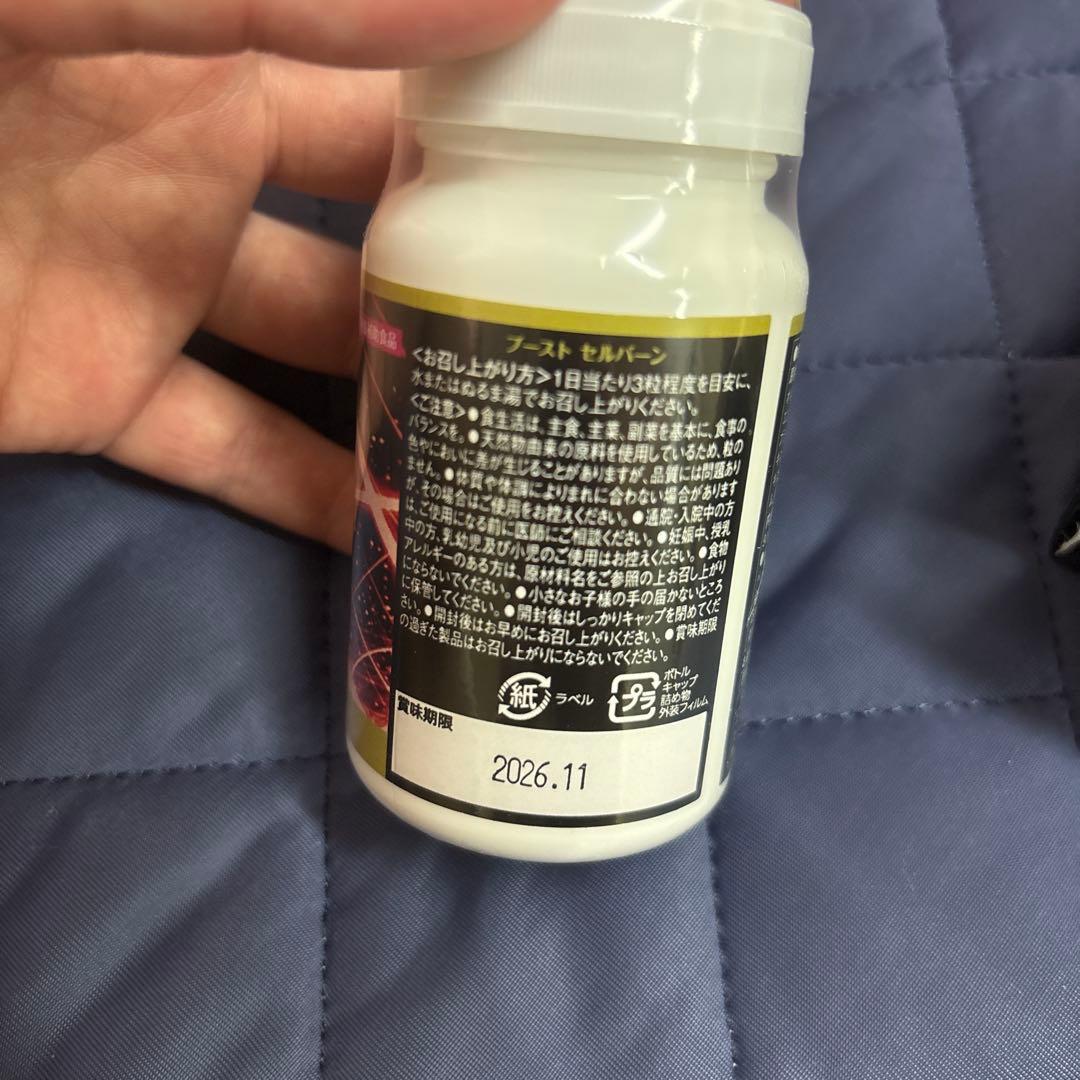 補助食品
ブースト セルバーン
<お召し上がり方>1日当たり3粒程度を目安に、
水またはぬるま湯でお召し上がりください。
<ご注意>●食生活は、主食、主菜、副菜を基本に、食事の
バランスを。●天然物由来の原料を使用しているため、粒の
色やにおいに差が生じることがありますが、品質には問題あり
ません。●体質や体調によりまれに合わない場合があります
が、その場合はご使用をお控えください。●通院・入院中の方
は、ご使用になる前に医師にご相談ください。●妊娠中、授乳
中の方、乳幼児及び小児のご使用はお控えください。●食物
アレルギーのある方は、原材料名をご参照の上お召し上がり
にならないでください。●小さなお子様の手の届かないところ
に保管してください。●開封後はしっかりキャップを閉めてくだ
さい。●開封後はお早めにお召し上がりください。●賞味期限
の過ぎた製品はお召し上がりにならないでください。
紙 ラベル
プラ ボトル
キャップ
詰め物
外装フィルム
賞味期限
2026.11